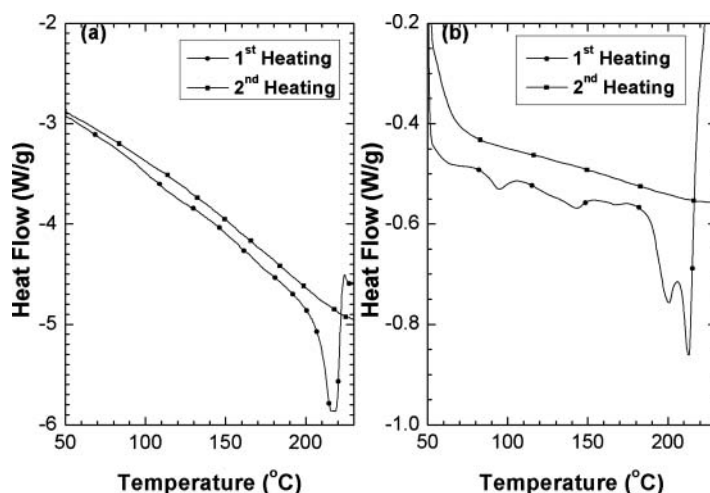 (a)
1st Heating
2nd Heating
Heat Flow (W/g)
-2
-3
-4
-5
-6
50 100 150 200
Temperature (°C)
(b)
1st Heating
2nd Heating
Heat Flow (W/g)
-0.2
-0.4
-0.6
-0.8
-1.0
50 100 150 200
Temperature (°C)